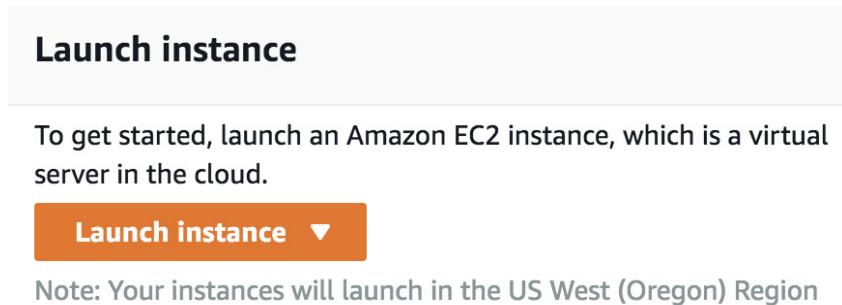 Launch instance
To get started, launch an Amazon EC2 instance, which is a virtual
server in the cloud.
Launch instance
Note: Your instances will launch in the US West (Oregon) Region